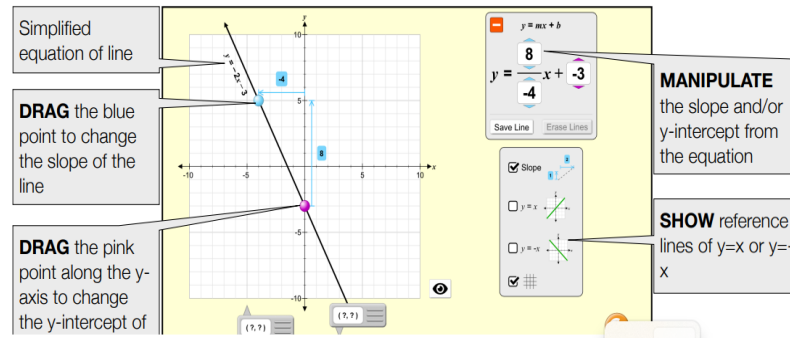 Simplified
equation of line
DRAG the blue
point to change
the slope of the
line
DRAG the pink
point along the y-
axis to change
the y-intercept of
y
10
5
-5
-10
-10
-5
5
10
x
y = -2x - 3
-4
8
(?, ?)
(?, ?)
y = mx + b
8
y = x + -3
-4
Save Line
Erase Lines
Slope
2
1
y = x
y = -x
MANIPULATE
the slope and/or
y-intercept from
the equation
SHOW reference
lines of y=x or y=-
x